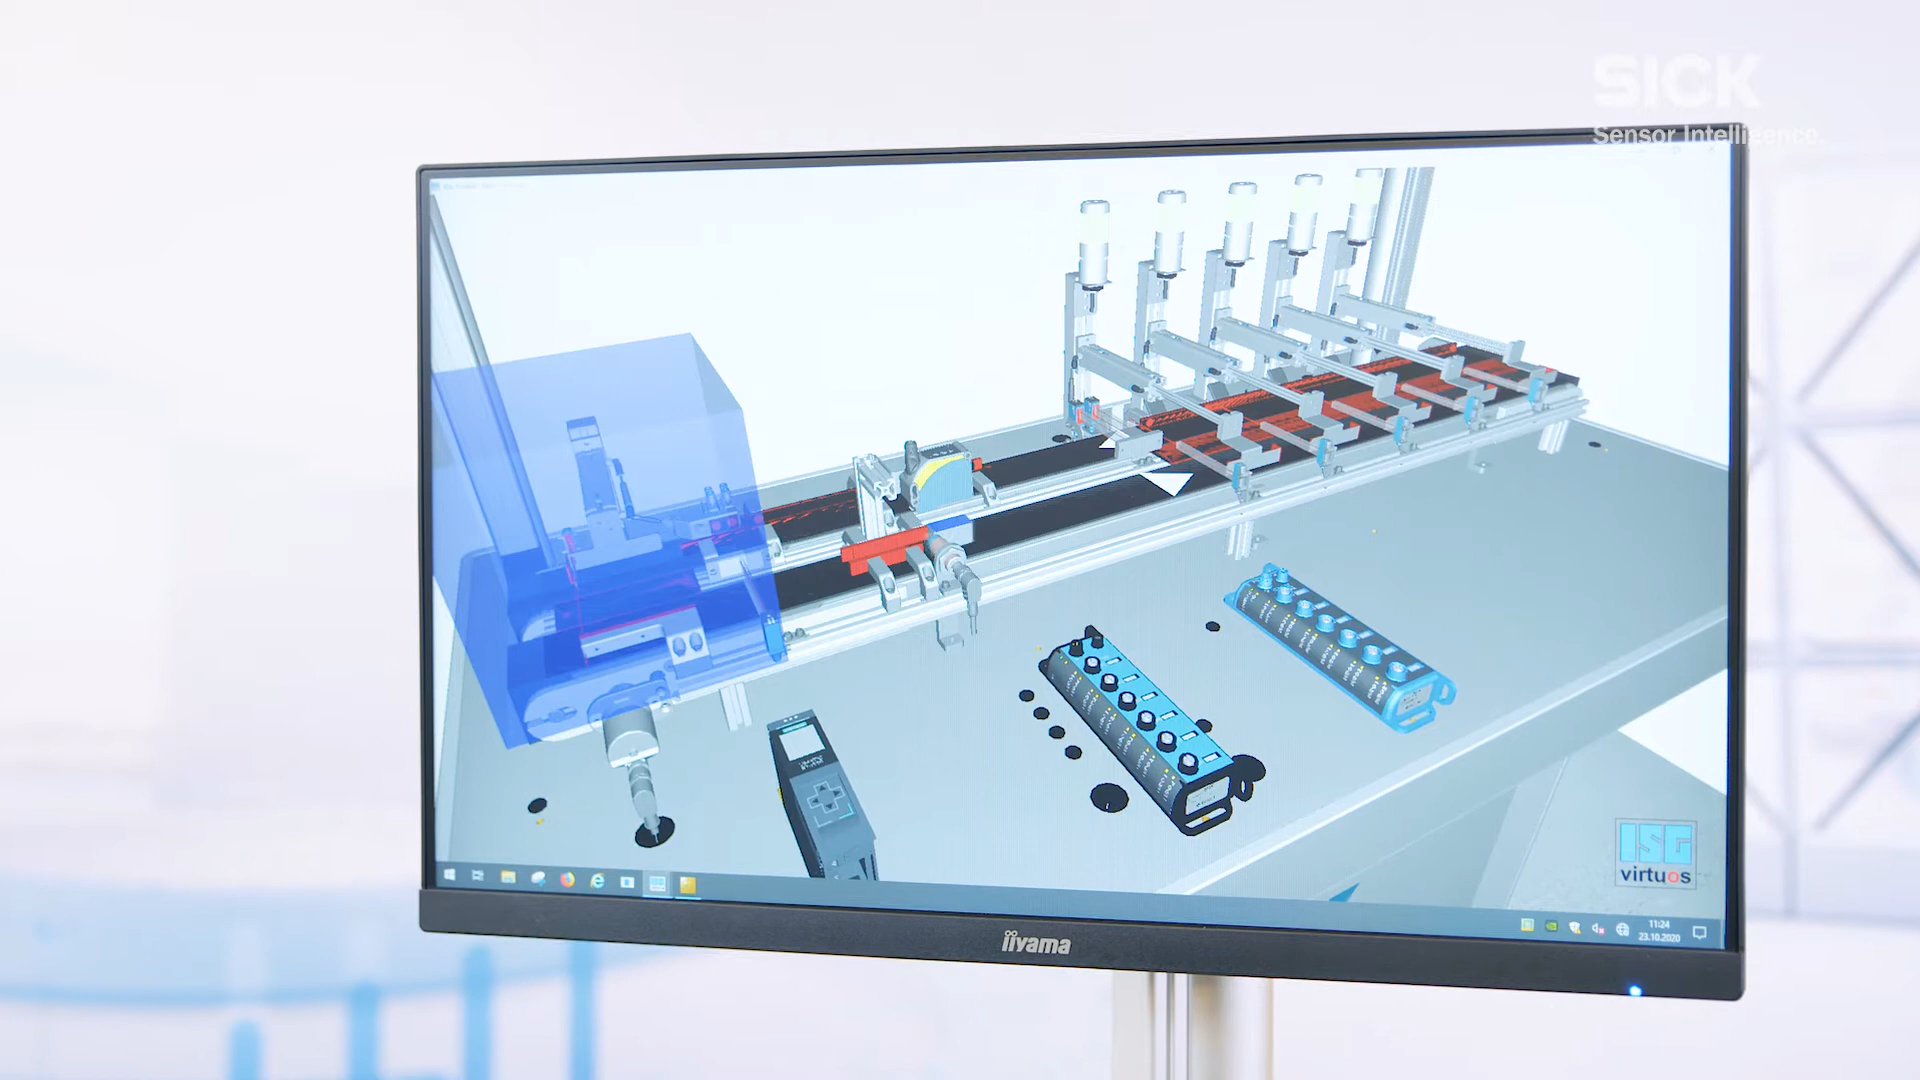 SICK
Sensor Intelligence.
ISG
virtuos
11:24
23.10.2020
iiyama